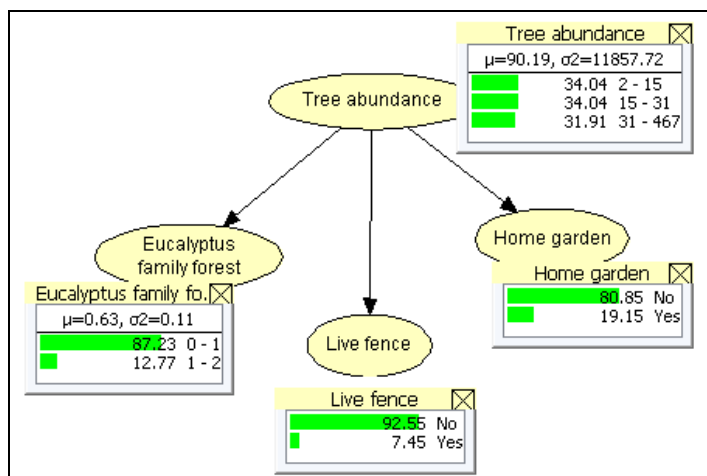 Tree abundance
μ=90.19, σ2=11857.72
34.04 2 - 15
34.04 15 - 31
31.91 31 - 467
Tree abundance
Eucalyptus
family forest
Home garden
Home garden
80.85 No
19.15 Yes
Eucalyptus family fo.
μ=0.63, σ2=0.11
87.23 0 - 1
12.77 1 - 2
Live fence
Live fence
92.55 No
7.45 Yes